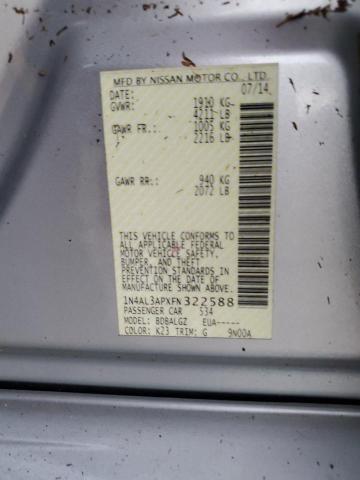 MFD BY NISSAN MOTOR CO., LTD.
DATE: 07/14
GVWR: 1910 KG
4211 LB
GAWR FR.: 1005 KG
2216 LB
GAWR RR.: 940 KG
2072 LB
THIS VEHICLE CONFORMS TO
ALL APPLICABLE FEDERAL
MOTOR VEHICLE SAFETY,
BUMPER, AND THEFT
PREVENTION STANDARDS IN
EFFECT ON THE DATE OF
MANUFACTURE SHOWN ABOVE.
1N4AL3APXFN322588
PASSENGER CAR 534
MODEL: BDBALGZ EUA-----
COLOR: K23 TRIM: G 9N00A